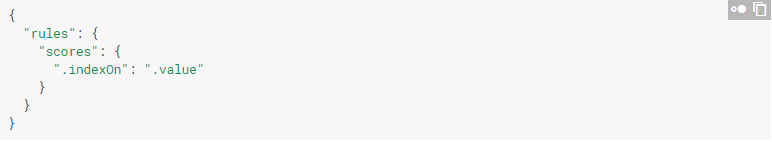 {
  "rules": {
    "scores": {
      ".indexOn": ".value"
    }
  }
}